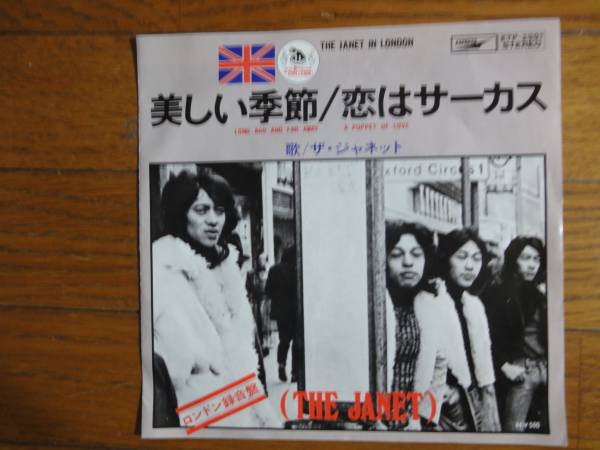 THE JANET IN LONDON
STEREO
美しい季節/恋はサーカス
LONG AGO AND FAR AWAY
A PUPPET OF LOVE
歌/ザ・ジャネット
xford Circus
ロンドン録音盤
(THE JANET)